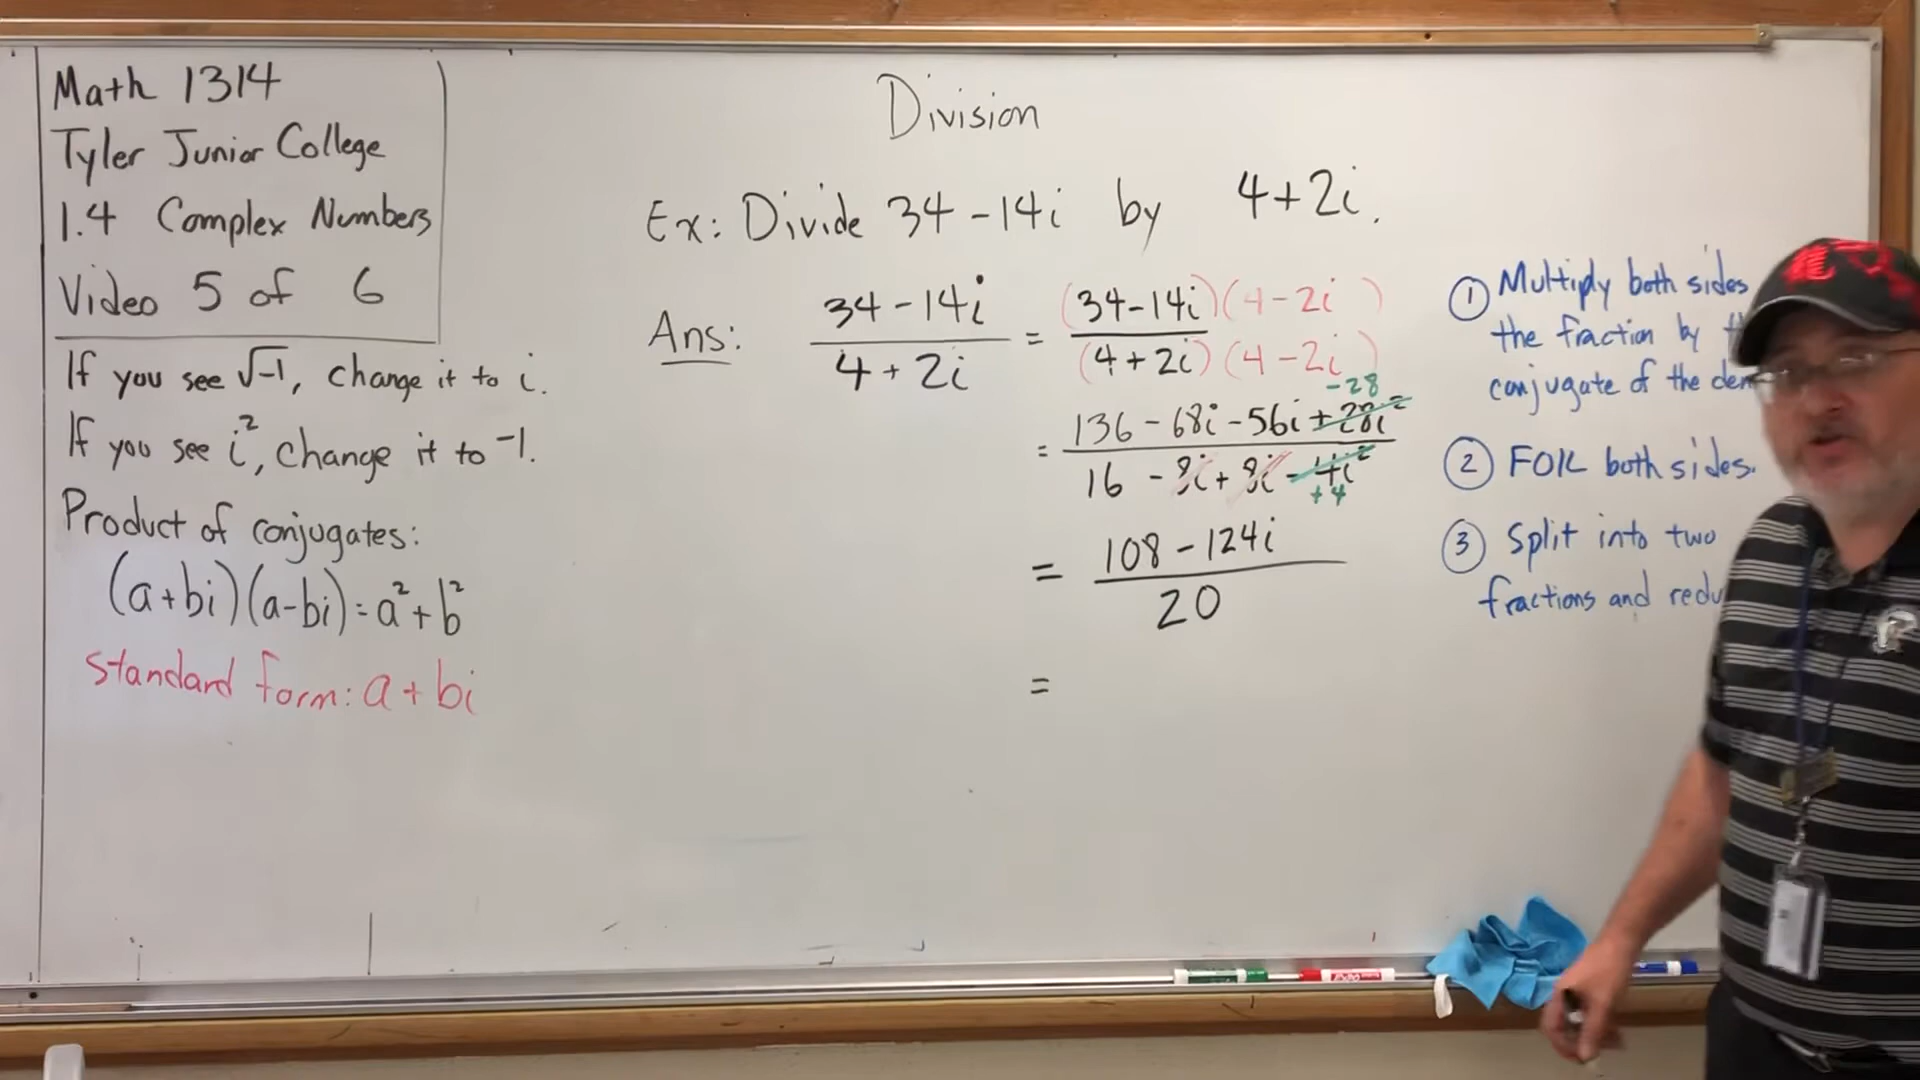 Math 1314
Tyler Junior College
1.4 Complex Numbers
Video 5 of 6
If you see √-1, change it to i.
If you see i², change it to -1.
Product of conjugates:
(a+bi)(a-bi)=a²+b²
standard form: a+bi
Division
Ex: Divide 34-14i by 4+2i.
Ans:
34-14i
4+2i
=
(34-14i)(4-2i)
(4+2i)(4-2i)
-28
= 136-68i-56i+28i²
16-8i+8i-4i²
+4
= 108-124i
20
=
① Multiply both sides
the fraction by
conjugate of the
② FOIL both sides.
③ Split into two
fractions and